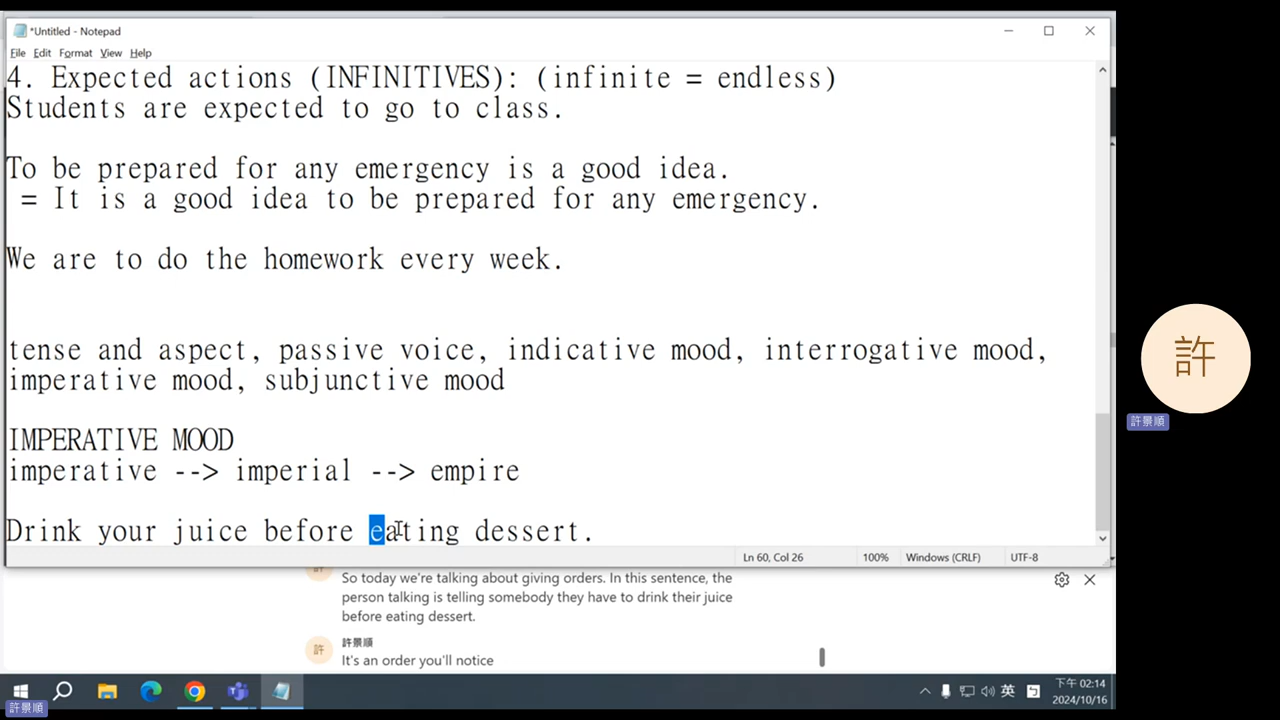 *Untitled - Notepad
File Edit Format View Help
4. Expected actions (INFINITIVES): (infinite = endless)
Students are expected to go to class.
To be prepared for any emergency is a good idea.
= It is a good idea to be prepared for any emergency.
We are to do the homework every week.
tense and aspect, passive voice, indicative mood, interrogative mood,
imperative mood, subjunctive mood
IMPERATIVE MOOD
imperative --> imperial --> empire
Drink your juice before eating dessert.
Ln 60, Col 26 100% Windows (CRLF) UTF-8
許
許景順
許 So today we're talking about giving orders. In this sentence, the
person talking is telling somebody they have to drink their juice
before eating dessert.
許景順
許 It's an order you'll notice
英
下午 02:14
2024/10/16
許景順